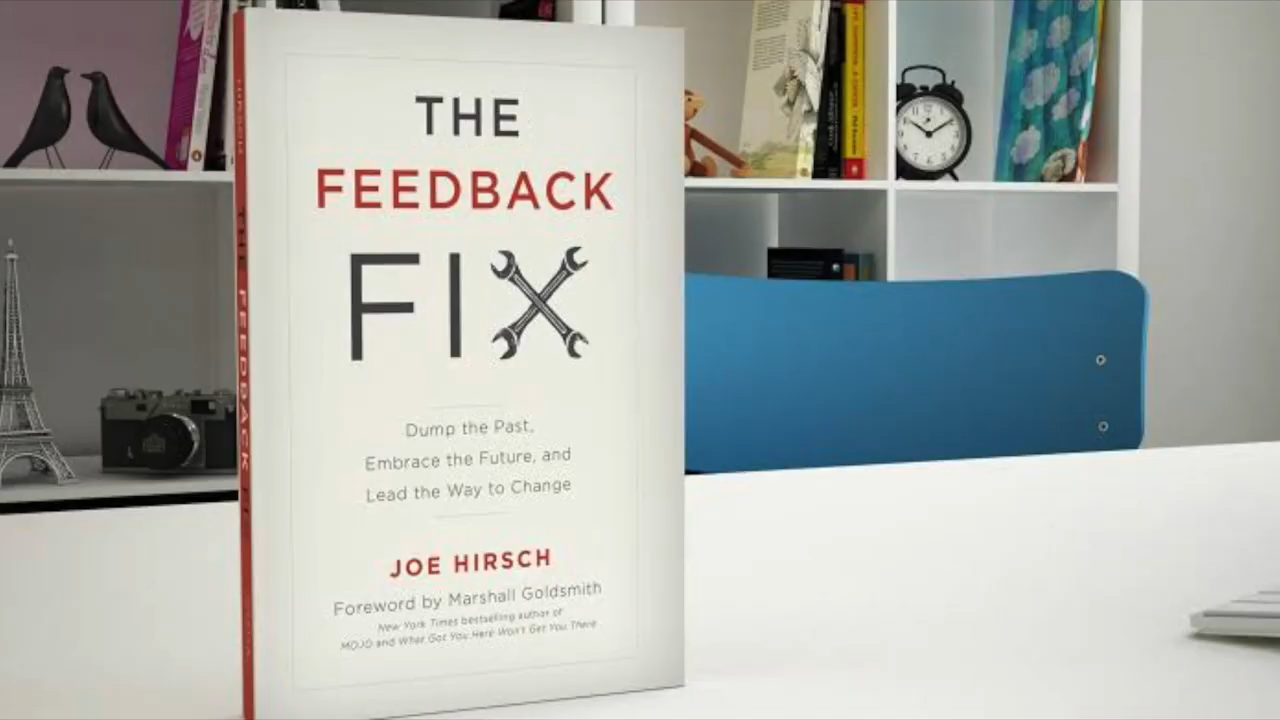 THE
FEEDBACK
FIX
Dump the Past,
Embrace the Future, and
Lead the Way to Change
JOE HIRSCH
Foreword by Marshall Goldsmith
New York Times bestselling author of
MOJO and What Got You Here Won't Get You There
HIRSCH
THE FEEDBACK